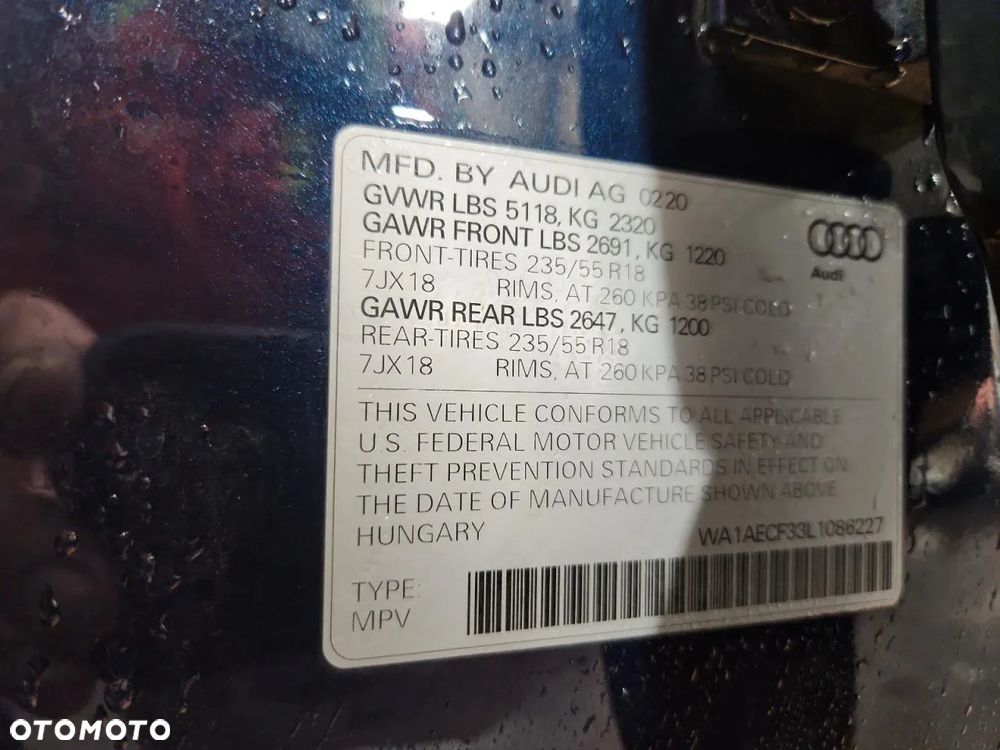 MFD. BY AUDI AG 0220
GVWR LBS 5118, KG 2320
GAWR FRONT LBS 2691, KG 1220
FRONT-TIRES 235/55 R18
7JX18 RIMS, AT 260 KPA 38 PSI COLD
GAWR REAR LBS 2647, KG 1200
REAR-TIRES 235/55 R18
7JX18 RIMS, AT 260 KPA 38 PSI COLD
Audi
THIS VEHICLE CONFORMS TO ALL APPLICABLE
U.S. FEDERAL MOTOR VEHICLE SAFETY AND
THEFT PREVENTION STANDARDS IN EFFECT ON
THE DATE OF MANUFACTURE SHOWN ABOVE
HUNGARY WA1AECF33L1086227
TYPE:
MPV
OTOMOTO